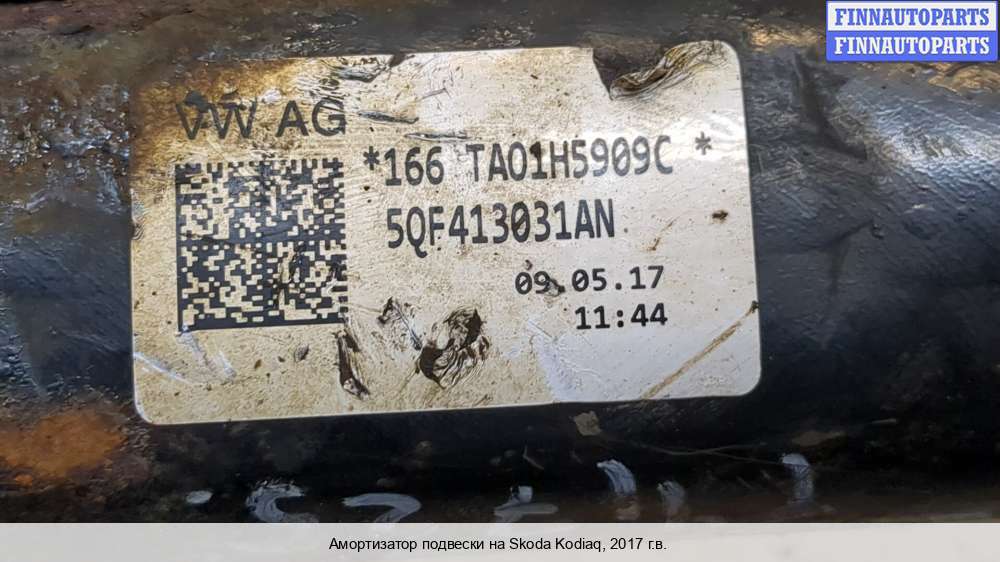 FINNAUTOPARTS
FINNAUTOPARTS
VW AG
*166 TA01H5909C *
5QF413031AN
09.05.17
11:44
Амортизатор подвески на Skoda Kodiaq, 2017 г.в.